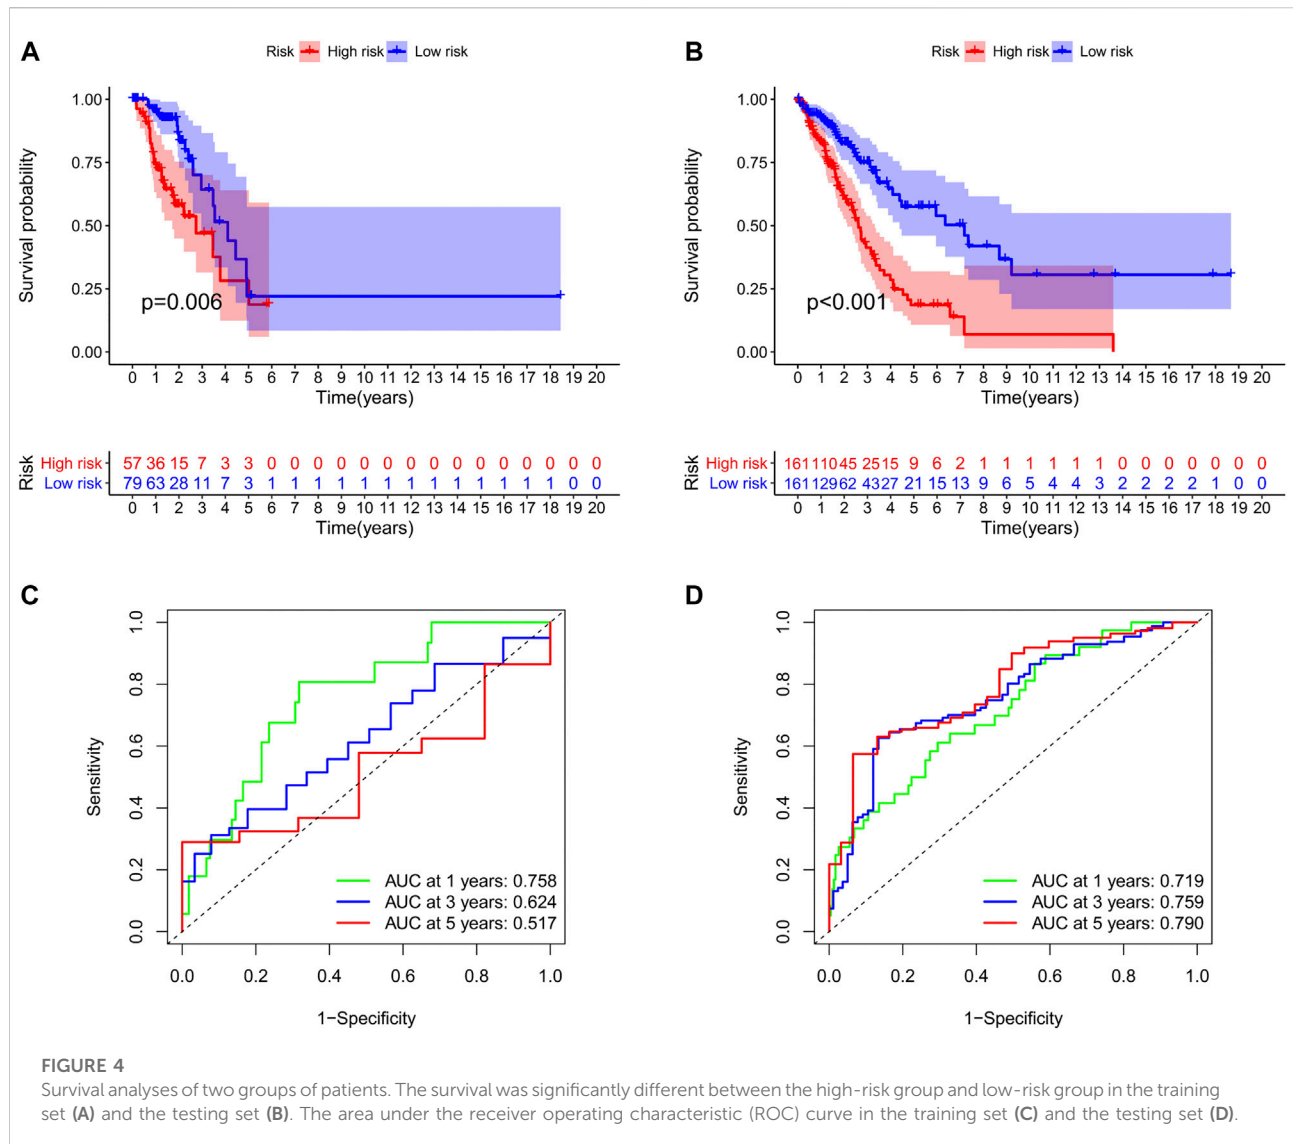 A
Risk High risk Low risk
1.00
0.75
0.50
0.25
0.00
Survival probability
p=0.006
0 1 2 3 4 5 6 7 8 9 10 11 12 13 14 15 16 17 18 19 20
Time(years)
Risk
High risk 57 36 15 7 3 3 0 0 0 0 0 0 0 0 0 0 0 0 0 0 0
Low risk 79 63 28 11 7 3 1 1 1 1 1 1 1 1 1 1 1 1 1 0 0
0 1 2 3 4 5 6 7 8 9 10 11 12 13 14 15 16 17 18 19 20
Time(years)
B
Risk High risk Low risk
1.00
0.75
0.50
0.25
0.00
Survival probability
p<0.001
0 1 2 3 4 5 6 7 8 9 10 11 12 13 14 15 16 17 18 19 20
Time(years)
Risk
High risk 161 110 45 25 15 9 6 2 1 1 1 1 1 1 0 0 0 0 0 0 0
Low risk 161 129 62 43 27 21 15 13 9 6 5 4 4 3 2 2 2 2 1 0 0
0 1 2 3 4 5 6 7 8 9 10 11 12 13 14 15 16 17 18 19 20
Time(years)
C
1.0
0.8
0.6
0.4
0.2
0.0
Sensitivity
AUC at 1 years: 0.758
AUC at 3 years: 0.624
AUC at 5 years: 0.517
0.0 0.2 0.4 0.6 0.8 1.0
1−Specificity
D
1.0
0.8
0.6
0.4
0.2
0.0
Sensitivity
AUC at 1 years: 0.719
AUC at 3 years: 0.759
AUC at 5 years: 0.790
0.0 0.2 0.4 0.6 0.8 1.0
1−Specificity
FIGURE 4
Survival analyses of two groups of patients. The survival was significantly different between the high-risk group and low-risk group in the training
set (A) and the testing set (B). The area under the receiver operating characteristic (ROC) curve in the training set (C) and the testing set (D).